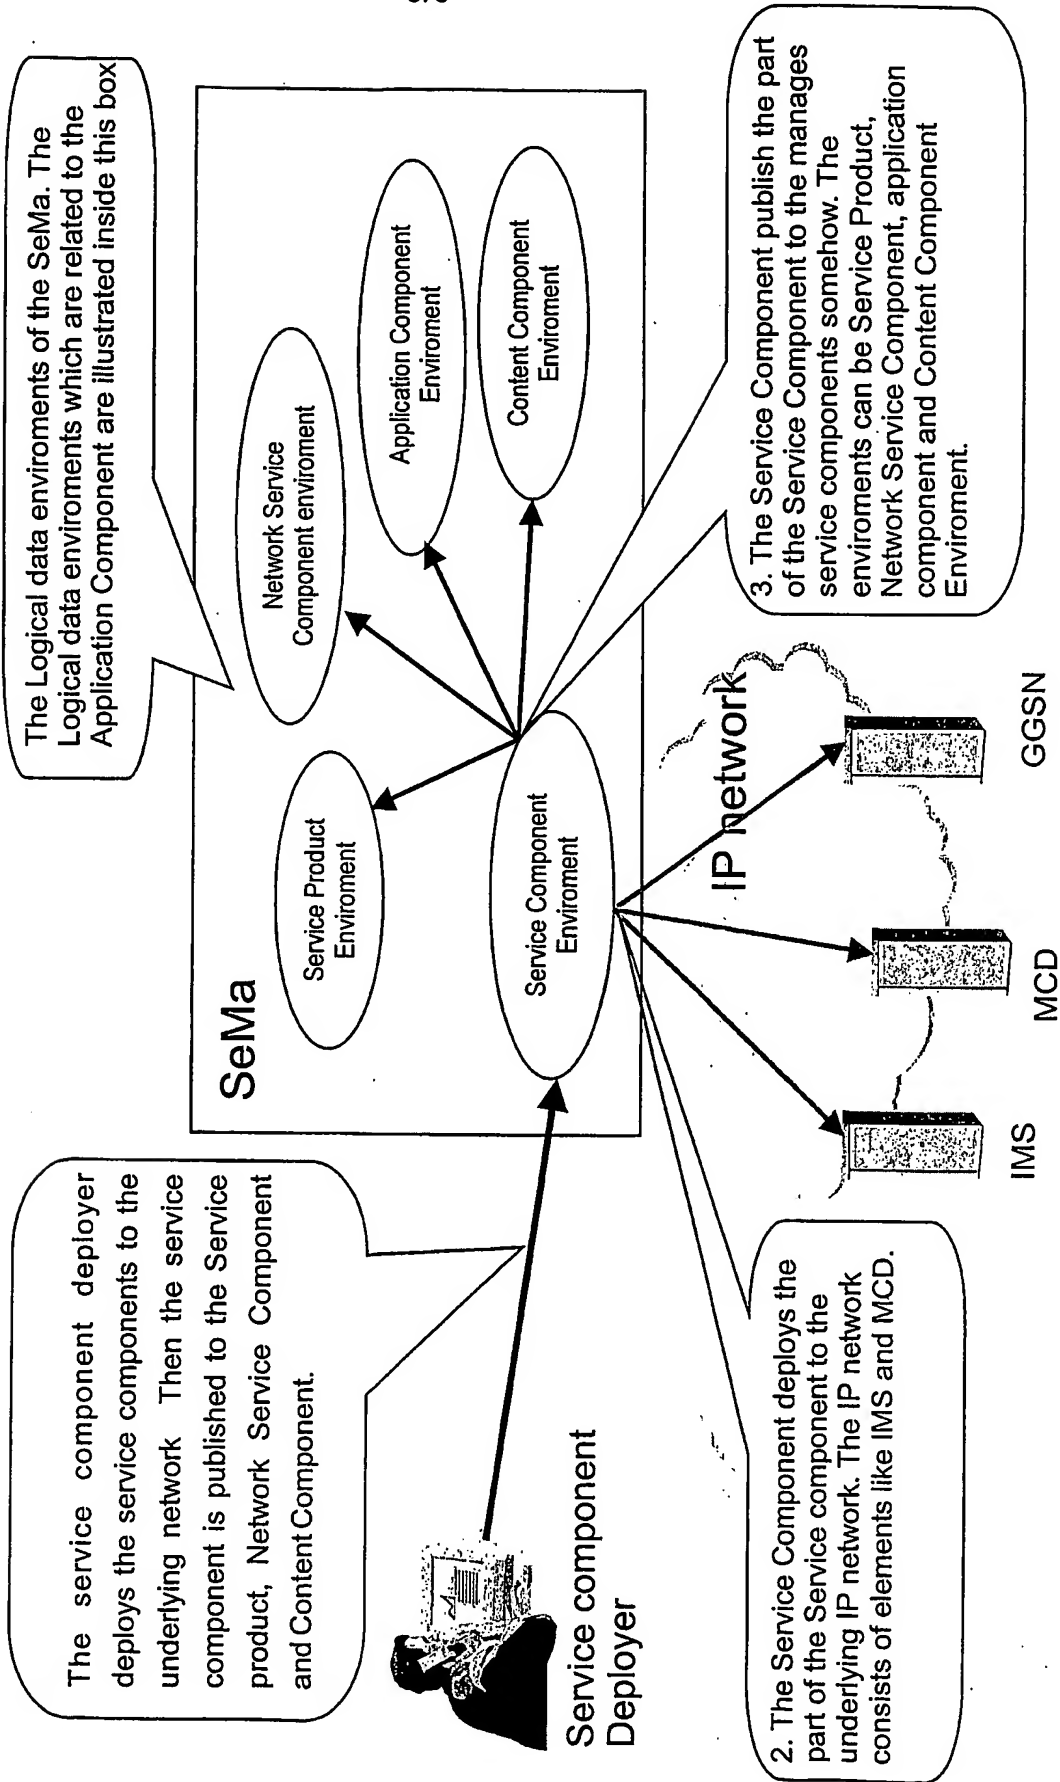 The Logical data enviroments of the SeMa. The
Logical data enviroments which are related to the
Application Component are illustrated inside this box
The service component deployer
deploys the service components to the
underlying network Then the service
component is published to the Service
product, Network Service Component
and Content Component.
SeMa
Service Product
Enviroment
Network Service
Component enviroment
Application Component
Enviroment
Content Component
Enviroment
Service Component
Enviroment
Service component
Deployer
IP network
IMS
MCD
GGSN
2. The Service Component deploys the
part of the Service component to the
underlying IP network. The IP network
consists of elements like IMS and MCD.
3. The Service Component publish the part
of the Service Component to the manages
service components somehow. The
enviroments can be Service Product,
Network Service Component, application
component and Content Component
Enviroment.